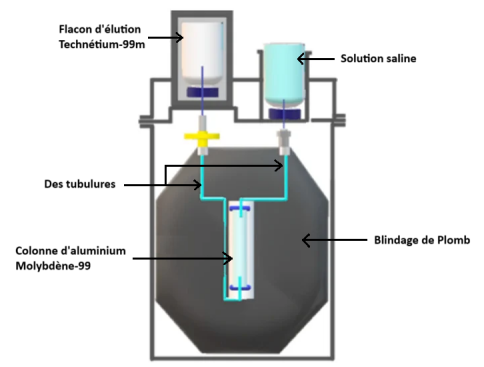 Flacon d'élution
Technétium-99m
Solution saline
Des tubulures
Colonne d'aluminium
Molybdène-99
Blindage de Plomb